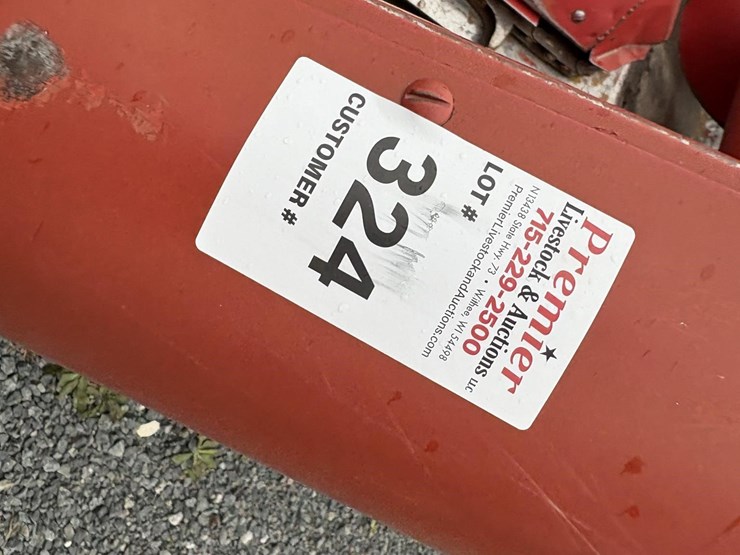 Premier
Livestock & Auctions LLC
715-229-2500
N13438 State Hwy. 73 • Withee, WI 54498
PremierLivestockandAuctions.com
LOT #
324
CUSTOMER #